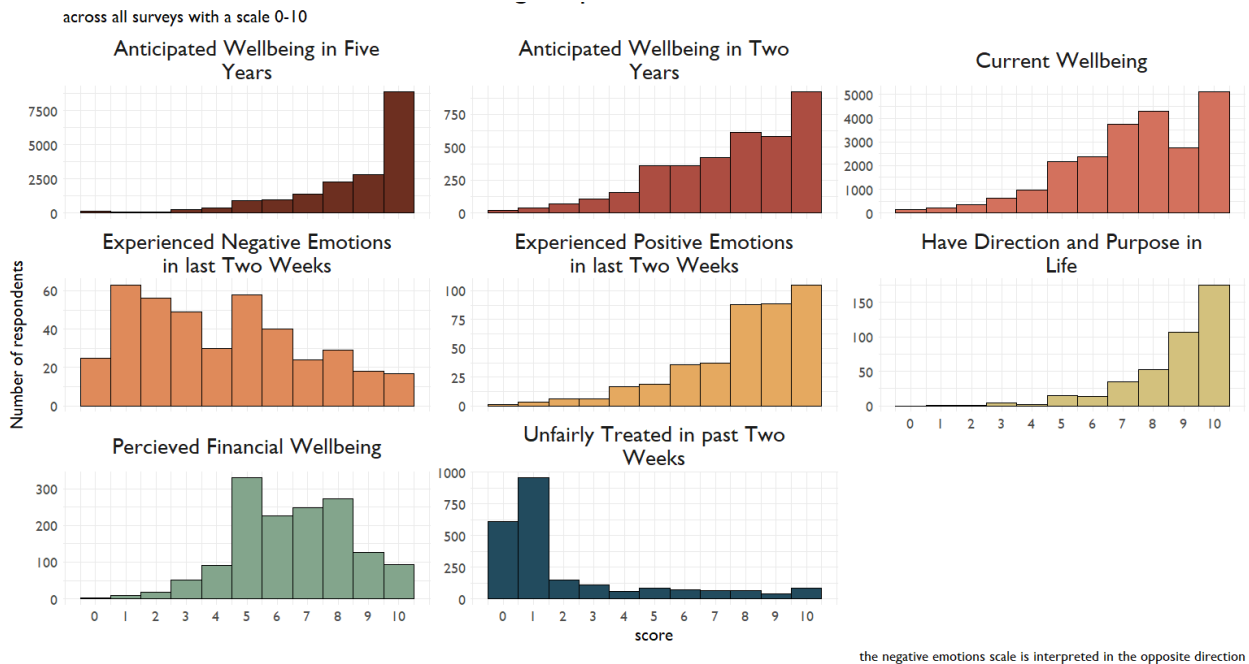 across all surveys with a scale 0-10
Anticipated Wellbeing in Five
Years
Anticipated Wellbeing in Two
Years
Current Wellbeing
7500
5000
2500
0
750
500
250
0
5000
4000
3000
2000
1000
0
Experienced Negative Emotions
in last Two Weeks
Experienced Positive Emotions
in last Two Weeks
Have Direction and Purpose in
Life
Number of respondents
60
40
20
0
100
75
50
25
0
150
100
50
0
0 1 2 3 4 5 6 7 8 9 10
Percieved Financial Wellbeing
Unfairly Treated in past Two
Weeks
300
200
100
0
0 1 2 3 4 5 6 7 8 9 10
1000
750
500
250
0
0 1 2 3 4 5 6 7 8 9 10
score
the negative emotions scale is interpreted in the opposite direction